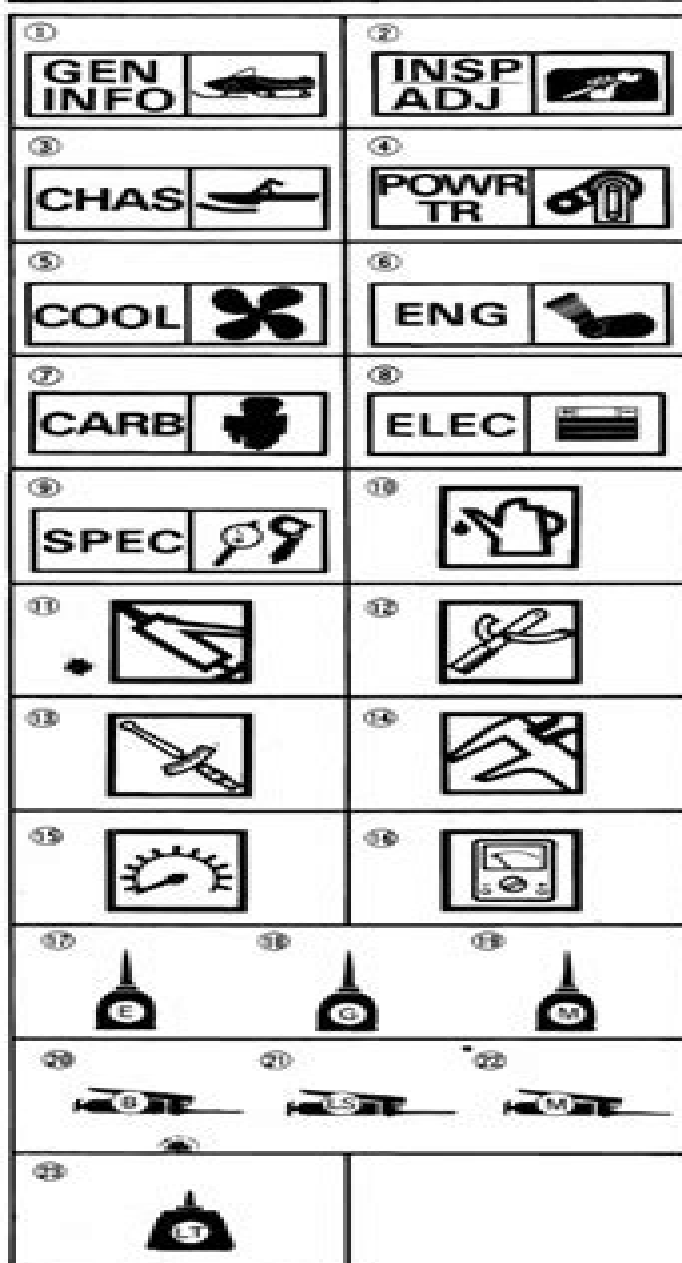 ①
②
GEN
INFO
INSP
ADJ
③
④
CHAS
POWR
TR
⑤
⑥
COOL
ENG
⑦
⑧
CARB
ELEC
⑨
⑩
SPEC
⑪
⑫
⑬
⑭
⑮
⑯
⑰
⑱
⑲
E
G
M
⑳
㉑
㉒
B
LS
M
㉓
LT